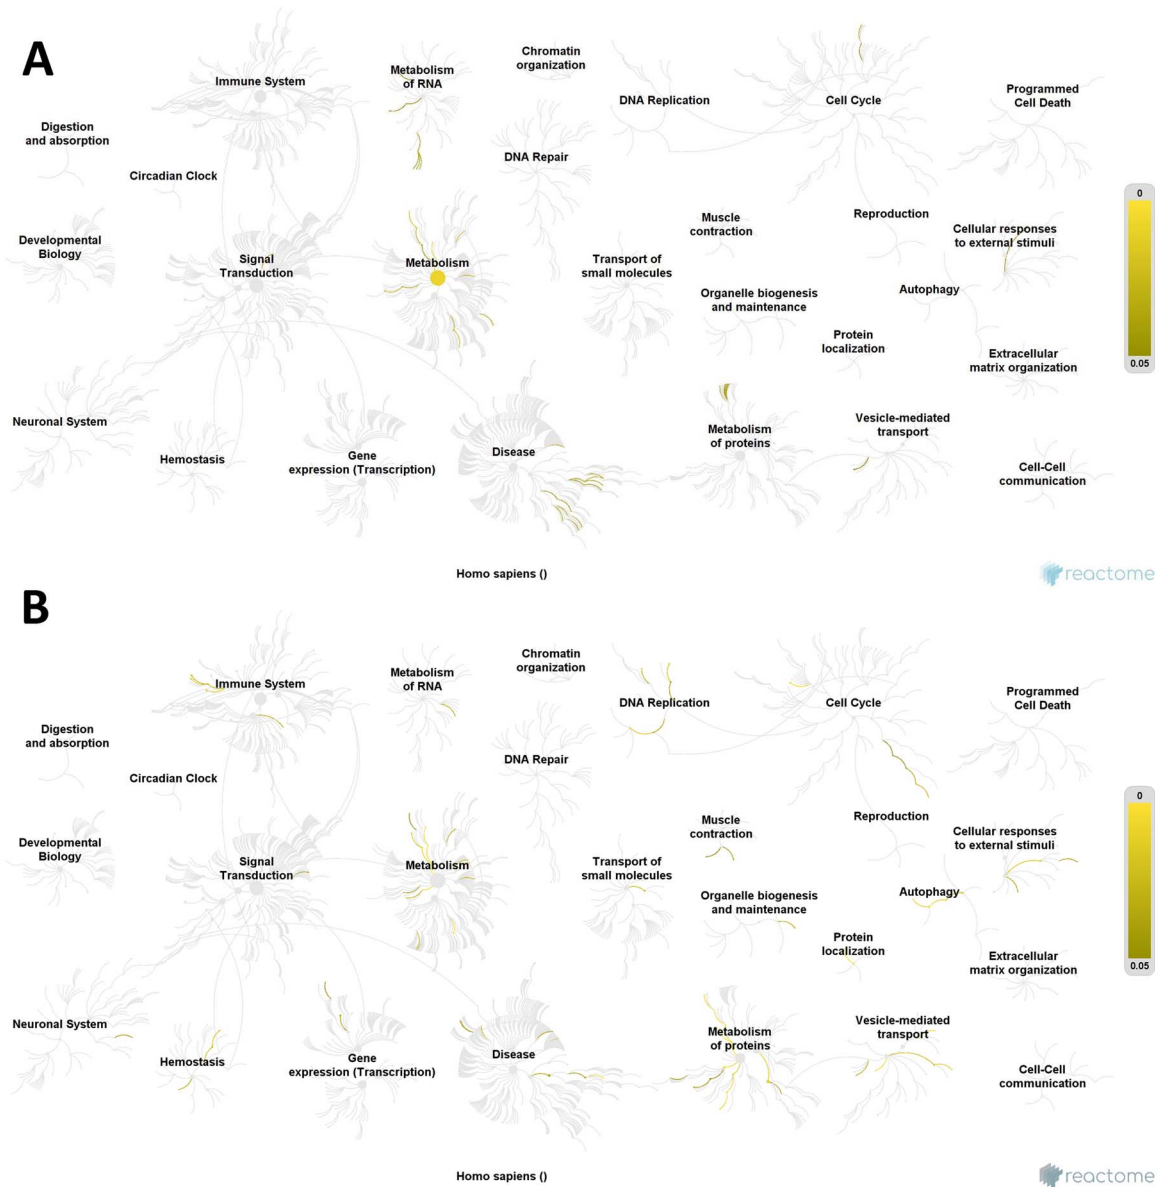 A
Chromatin
organization
Immune System
Metabolism
of RNA
DNA Replication
Cell Cycle
Programmed
Cell Death
Digestion
and absorption
Circadian Clock
DNA Repair
0
Developmental
Biology
Signal
Transduction
Metabolism
Transport of
small molecules
Muscle
contraction
Reproduction
Cellular responses
to external stimuli
Organelle biogenesis
and maintenance
Autophagy
Protein
localization
Extracellular
matrix organization
0.05
Neuronal System
Hemostasis
Gene
expression (Transcription)
Disease
Metabolism
of proteins
Vesicle-mediated
transport
Cell-Cell
communication
Homo sapiens ()
reactome
B
Chromatin
organization
Immune System
Metabolism
of RNA
DNA Replication
Cell Cycle
Programmed
Cell Death
Digestion
and absorption
Circadian Clock
DNA Repair
0
Developmental
Biology
Signal
Transduction
Metabolism
Transport of
small molecules
Muscle
contraction
Reproduction
Cellular responses
to external stimuli
Organelle biogenesis
and maintenance
Autophagy
Protein
localization
Extracellular
matrix organization
0.05
Neuronal System
Hemostasis
Gene
expression (Transcription)
Disease
Metabolism
of proteins
Vesicle-mediated
transport
Cell-Cell
communication
Homo sapiens ()
reactome